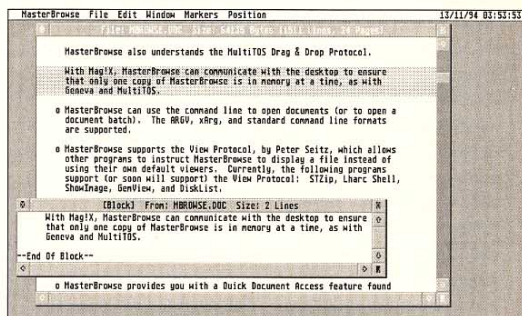 MasterBrowse File Edit Window Markers Position 13/11/94 03:53:53
File: MBROWSE.DOC Size: 64135 Bytes (1511 Lines, 24 Pages)
MasterBrowse also understands the MultiTOS Drag & Drop Protocol.
With Mag!X, MasterBrowse can communicate with the desktop to ensure
that only one copy of MasterBrowse is in memory at a time, as with
Geneva and MultiTOS.
o MasterBrowse can use the command line to open documents (or to open a
document batch). The ARGV, xArg, and standard command line formats
are supported.
o MasterBrowse supports the View Protocol, by Peter Seitz, which allows
other programs to instruct MasterBrowse to display a file instead of
using their own default viewers. Currently, the following programs
support (or soon will support) the View Protocol: STZip, Lharc Shell,
ShowImage, GemView, and DiskList.
[Block] From: MBROWSE.DOC Size: 2 Lines
With Mag!X, MasterBrowse can communicate with the desktop to ensure
that only one copy of MasterBrowse is in memory at a time, as with
Geneva and MultiTOS.
--End Of Block--
o MasterBrowse provides you with a Quick Document Access feature found